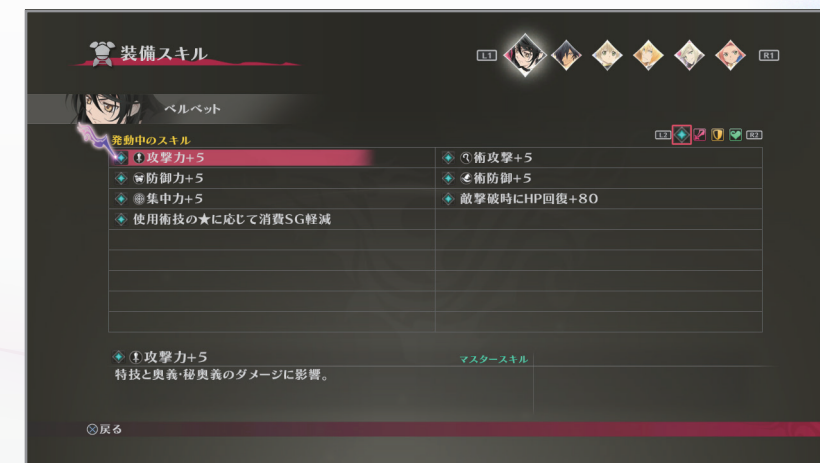 装備スキル
L1 R1
ベルベット
発動中のスキル
L2 R2
攻撃力+5
術攻撃+5
防御力+5
術防御+5
集中力+5
敵撃破時にHP回復+80
使用術技の★に応じて消費SG軽減
攻撃力+5
マスタースキル
特技と奥義・秘奥義のダメージに影響。
戻る